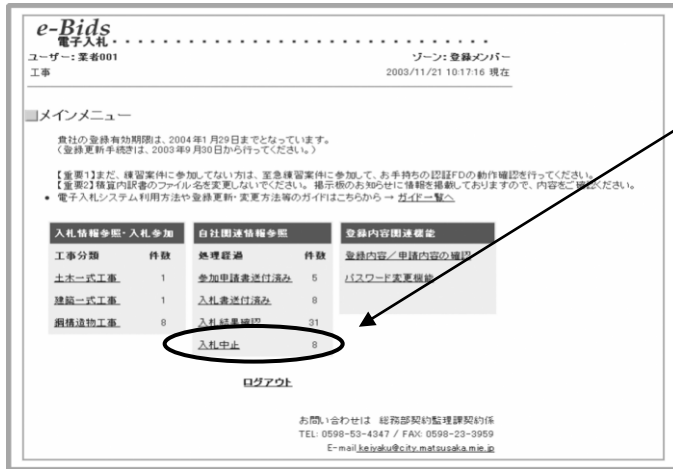 e-Bids
電子入札
ユーザー：業者001 ゾーン：登録メンバー
工事 2003/11/21 10:17:16 現在
メインメニュー
貴社の登録有効期限は、2004年1月29日までとなっています。
（登録更新手続きは、2003年9月30日から行ってください。）
【重要1】まだ、練習案件に参加してない方は、至急練習案件に参加して、お手持ちの認証FDの動作確認を行ってください。
【重要2】積算内訳書のファイル名を変更しないでください。掲示板のお知らせに情報を掲載しておりますので、内容をご確認ください。
• 電子入札システム利用方法や登録更新・変更方法等のガイドはこちらから → ガイド一覧へ
入札情報参照・入札参加 自社関連情報参照 登録内容関連機能
工事分類 件数 処理経過 件数 登録内容／申請内容の確認
土木一式工事 1 参加申請書送付済み 5 パスワード変更機能
建築一式工事 1 入札書送付済み 8
鋼構造物工事 8 入札結果確認 31
入札中止 8
ログアウト
お問い合わせは 総務部契約監理課契約係
TEL: 0598-53-4347 / FAX: 0598-23-3959
E-mail keiyaku@city.matsusaka.mie.jp